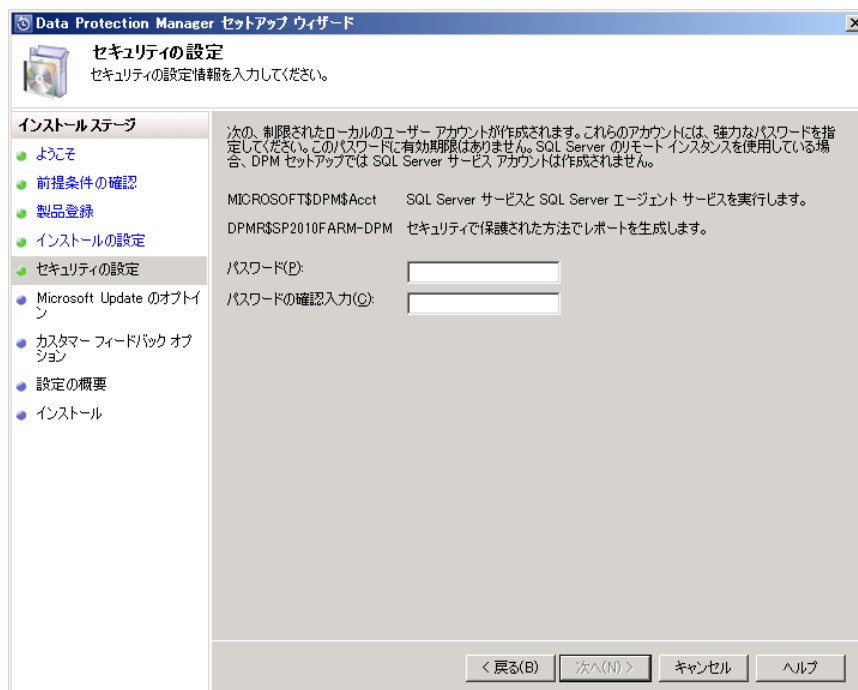 Data Protection Manager セットアップ ウィザード
セキュリティの設定
セキュリティの設定情報を入力してください。
インストール ステージ
ようこそ
前提条件の確認
製品登録
インストールの設定
セキュリティの設定
Microsoft Update のオプトイ
ン
カスタマー フィードバック オプ
ション
設定の概要
インストール
次の、制限されたローカルのユーザー アカウントが作成されます。これらのアカウントには、強力なパスワードを指
定してください。このパスワードに有効期限はありません。SQL Server のリモート インスタンスを使用している場
合、DPM セットアップでは SQL Server サービス アカウントは作成されません。
MICROSOFT$DPM$Acct SQL Server サービスと SQL Server エージェント サービスを実行します。
DPMR$SP2010FARM-DPM セキュリティで保護された方法でレポートを生成します。
パスワード(P):
パスワードの確認入力(C):
< 戻る(B) 次へ(N) > キャンセル ヘルプ